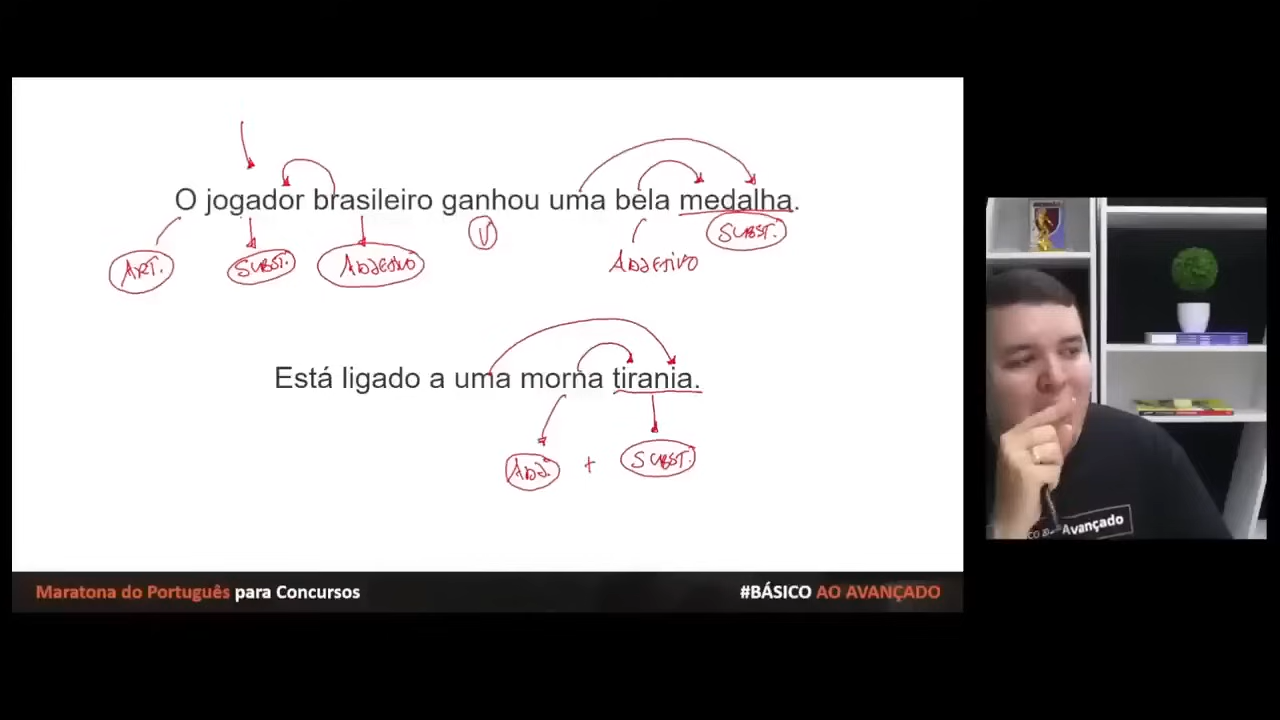 O jogador brasileiro ganhou uma bela medalha.
V SUBST.
ART. SUBST. ADJETIVO ADJETIVO
Está ligado a uma morna tirania.
ADJ. + SUBST.
Avançado
Maratona do Português para Concursos #BÁSICO AO AVANÇADO